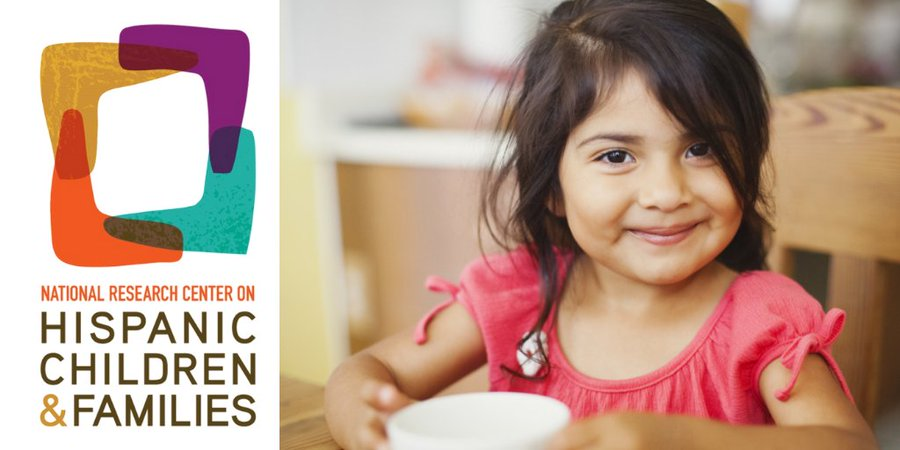 NATIONAL RESEARCH CENTER ON
HISPANIC
CHILDREN
&FAMILIES